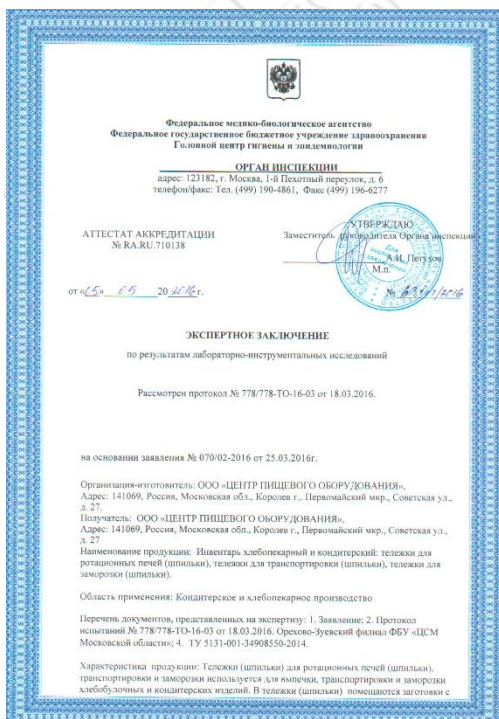 Федеральное медико-биологическое агентство
Федеральное государственное бюджетное учреждение здравоохранения
Головной центр гигиены и эпидемиологии
ОРГАН ИНСПЕКЦИИ
адрес: 123182, г. Москва, 1-й Пехотный переулок, д. 6
телефон/факс: Тел. (499) 190-4861, Факс (499) 196-6277
УТВЕРЖДАЮ
АТТЕСТАТ АККРЕДИТАЦИИ
Заместитель руководителя Органа инспекции
№ RA.RU.710138
А.И. Петухов
М.п.
от «05» 05 2016 г.
№
ЭКСПЕРТНОЕ ЗАКЛЮЧЕНИЕ
по результатам лабораторно-инструментальных исследований
Рассмотрен протокол № 778/778-ТО-16-03 от 18.03.2016.
на основании заявления № 070/02-2016 от 25.03.2016г.
Организация-изготовитель: ООО «ЦЕНТР ПИЩЕВОГО ОБОРУДОВАНИЯ»,
Адрес: 141069, Россия, Московская обл., Королев г., Первомайский мкр., Советская ул.,
д. 27.
Получатель: ООО «ЦЕНТР ПИЩЕВОГО ОБОРУДОВАНИЯ»,
Адрес: 141069, Россия, Московская обл., Королев г., Первомайский мкр., Советская ул.,
д. 27
Наименование продукции: Инвентарь хлебопекарный и кондитерский: тележки для
ротационных печей (шпильки), тележки для транспортировки (шпильки), тележки для
заморозки (шпильки).
Область применения: Кондитерское и хлебопекарное производство
Перечень документов, представленных на экспертизу: 1. Заявление; 2. Протокол
испытаний № 778/778-ТО-16-03 от 18.03.2016. Орехово-Зуевский филиал ФБУ «ЦСМ
Московской области»; 4. ТУ 5131-001-34908550-2014.
Характеристика продукции: Тележки (шпильки) для ротационных печей (шпильки),
транспортировки и заморозки используется для выпечки, транспортировки и заморозки
хлебобулочных и кондитерских изделий. В тележки (шпильки) помещаются заготовки с